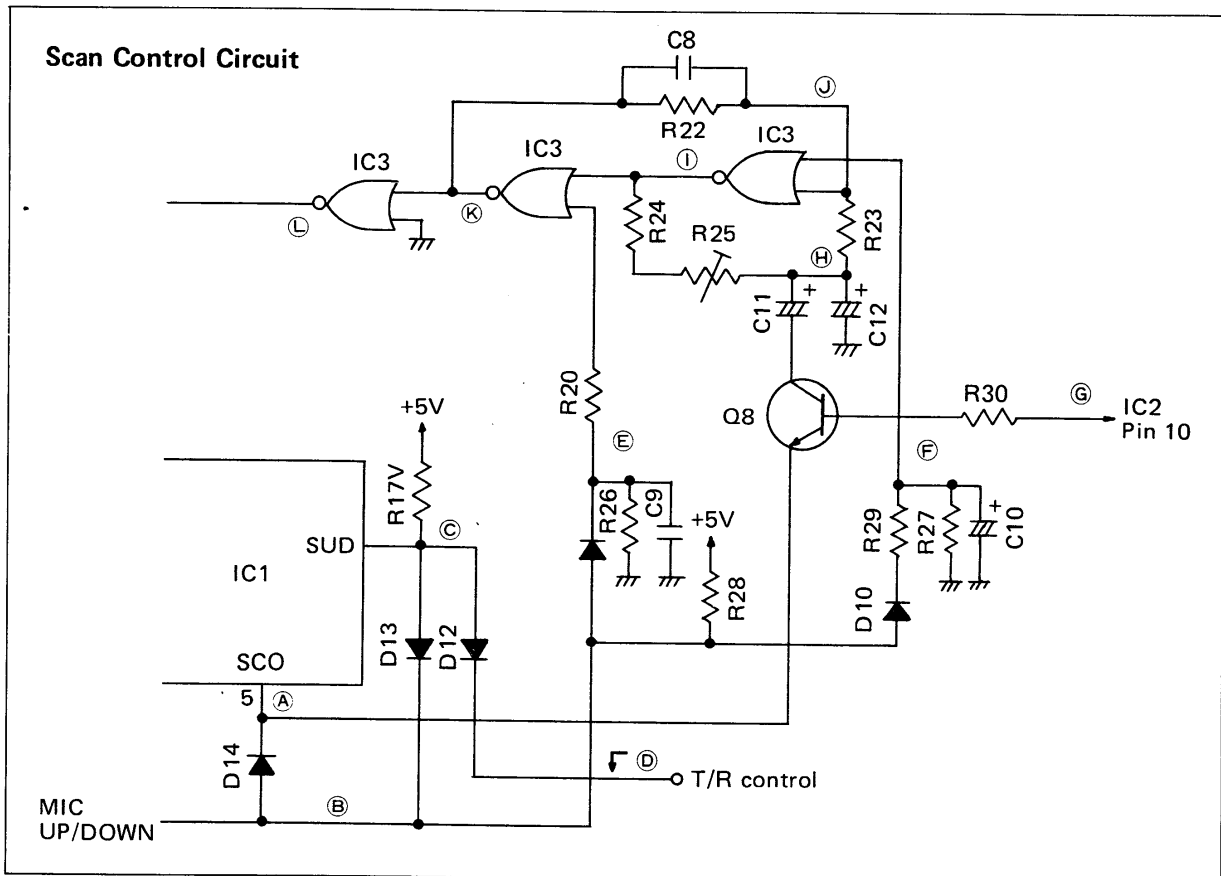 Scan Control Circuit
C8
Ⓙ
R22
IC3
IC3
Ⓘ
IC3
Ⓛ
Ⓚ
R24
R25
Ⓗ
R23
C11
+
+
C12
R20
+5V
Q8
R30
Ⓖ
IC2
Pin 10
Ⓔ
Ⓕ
R17V
R26
C9
+5V
R29
R27
+
C10
SUD
Ⓒ
IC1
R28
D13
D12
D10
SCO
5
Ⓐ
D14
Ⓓ
T/R control
MIC
UP/DOWN
Ⓑ